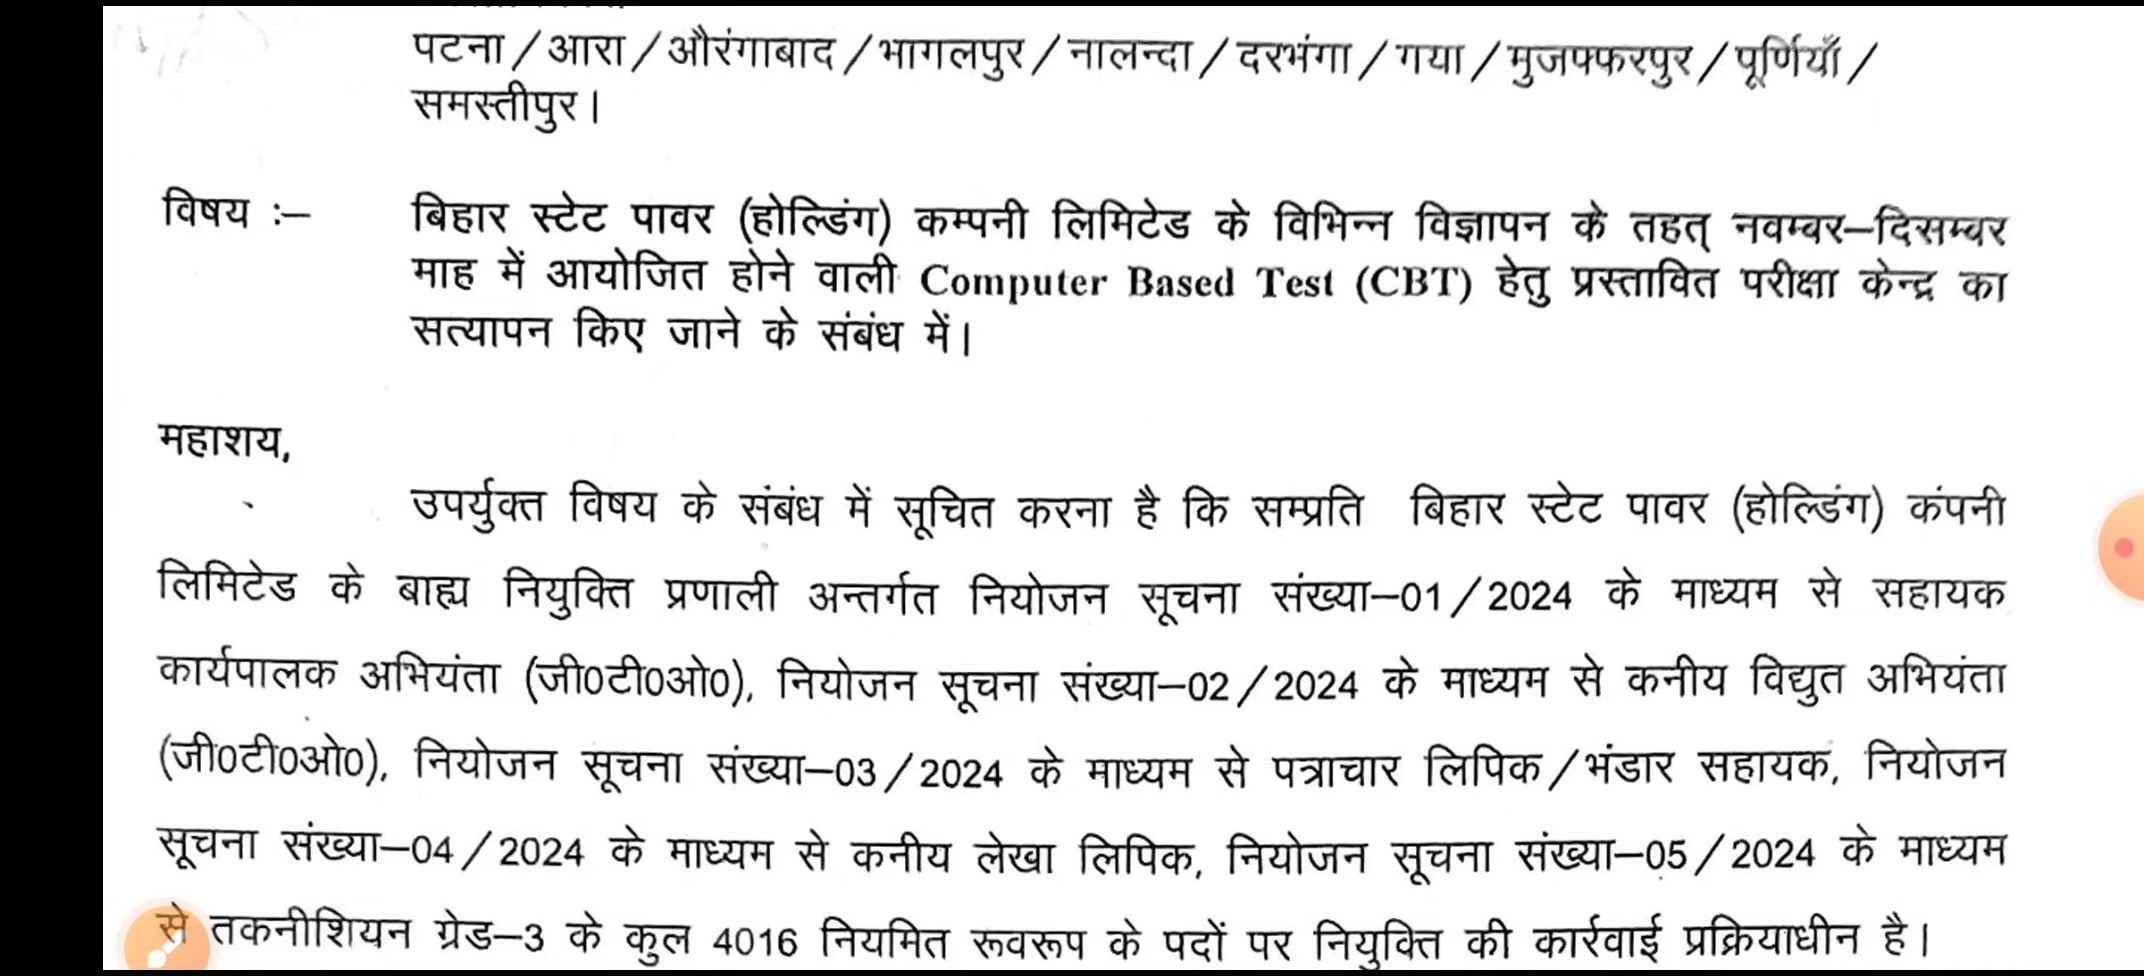 पटना/आरा/औरंगाबाद/भागलपुर/नालन्दा/दरभंगा/गया/मुजफ्फरपुर/पूर्णियाँ/
समस्तीपुर।
विषय :– बिहार स्टेट पावर (होल्डिंग) कम्पनी लिमिटेड के विभिन्न विज्ञापन के तहत् नवम्बर–दिसम्बर
माह में आयोजित होने वाली Computer Based Test (CBT) हेतु प्रस्तावित परीक्षा केन्द्र का
सत्यापन किए जाने के संबंध में।
महाशय,
उपर्युक्त विषय के संबंध में सूचित करना है कि सम्प्रति बिहार स्टेट पावर (होल्डिंग) कंपनी
लिमिटेड के बाह्य नियुक्ति प्रणाली अन्तर्गत नियोजन सूचना संख्या–01/2024 के माध्यम से सहायक
कार्यपालक अभियंता (जी0टी0ओ0), नियोजन सूचना संख्या–02/2024 के माध्यम से कनीय विद्युत अभियंता
(जी0टी0ओ0), नियोजन सूचना संख्या–03/2024 के माध्यम से पत्राचार लिपिक/भंडार सहायक, नियोजन
सूचना संख्या–04/2024 के माध्यम से कनीय लेखा लिपिक, नियोजन सूचना संख्या–05/2024 के माध्यम
से तकनीशियन ग्रेड–3 के कुल 4016 नियमित रूवरूप के पदों पर नियुक्ति की कार्रवाई प्रक्रियाधीन है।